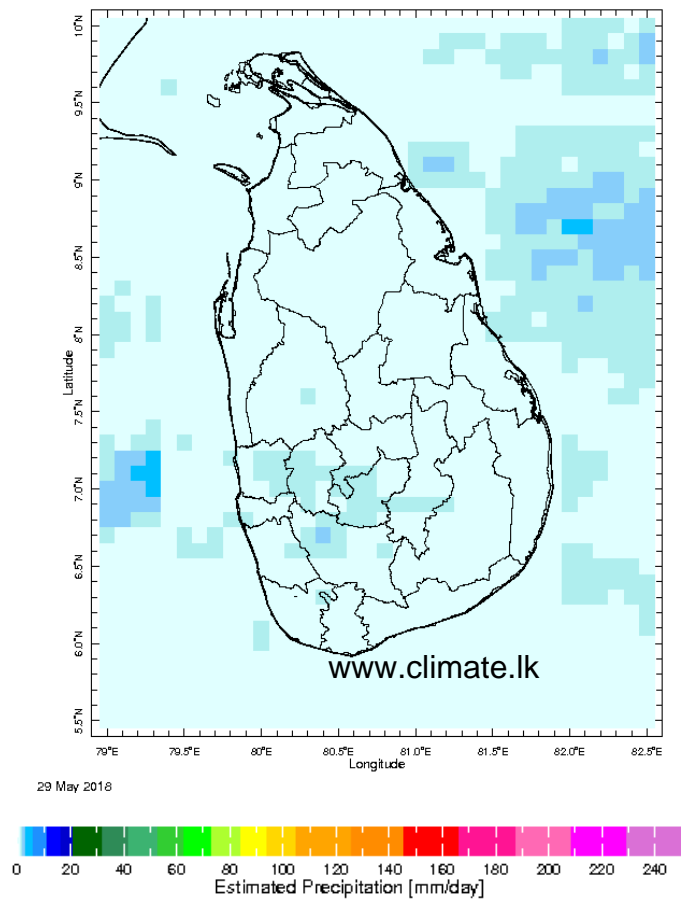 10°N
9.5°N
9°N
8.5°N
8°N
7.5°N
7.0°N
6.5°N
6.0°N
5.5°N
Latitude
www.climate.lk
79°E 79.5°E 80°E 80.5°E 81.0°E 81.5°E 82.0°E 82.5°E
Longitude
29 May 2018
0 20 40 60 80 100 120 140 160 180 200 220 240
Estimated Precipitation [mm/day]